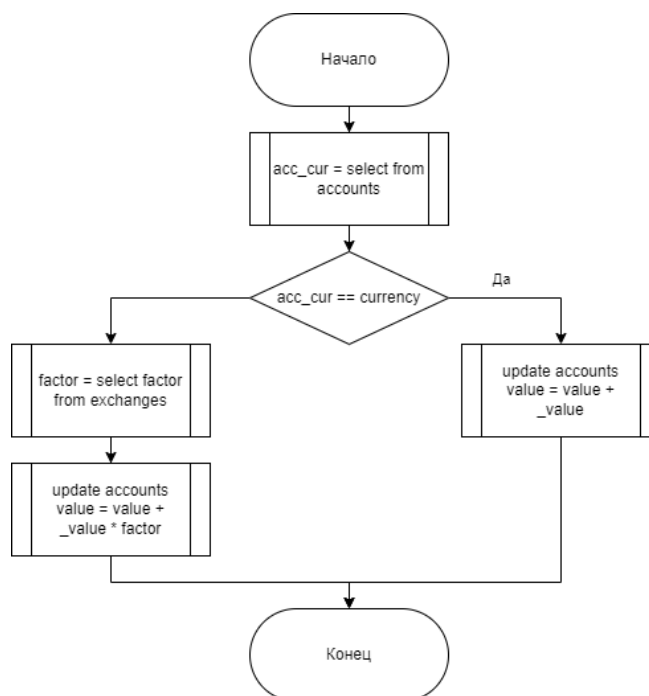 Начало
acc_cur = select from
accounts
acc_cur == currency
Да
factor = select factor
from exchanges
update accounts
value = value +
_value
update accounts
value = value +
_value * factor
Конец